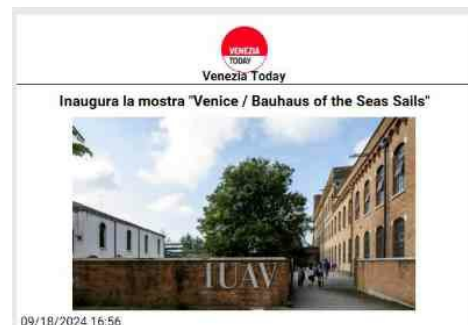 VENEZIA
TODAY
Venezia Today
Inaugura la mostra "Venice / Bauhaus of the Seas Sails"
IUAV
09/18/2024 16:56